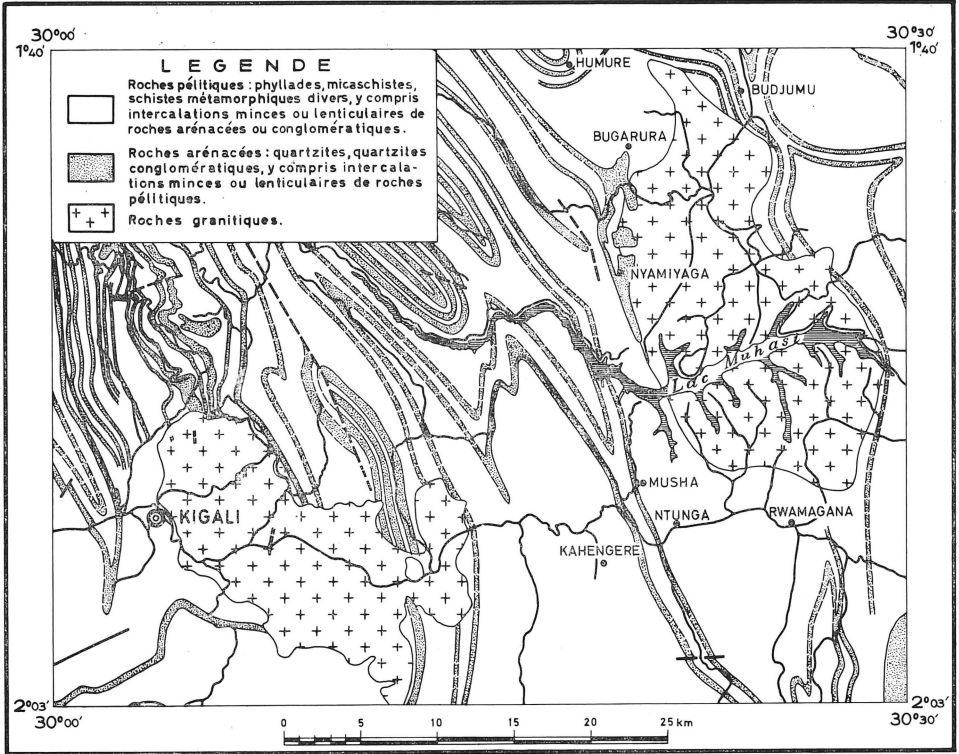 30°00'
30°30'
1°40'
1°40'
LEGENDE
Roches pélitiques : phyllades, micaschistes,
schistes métamorphiques divers, y compris
intercalations minces ou lenticulaires de
roches arénacées ou conglomératiques.
Roches arénacées : quartzites, quartzites
conglomératiques, y compris intercala-
tions minces ou lenticulaires de roches
pélitiques.
Roches granitiques.
HUMURE
BUDJUMU
BUGARURA
NYAMIYAGA
Lac Muhasi
MUSHA
KIGALI
NTUNGA
RWAMAGANA
KAHENGERE
2°03'
2°03'
30°00'
30°30'
0 5 10 15 20 25 km